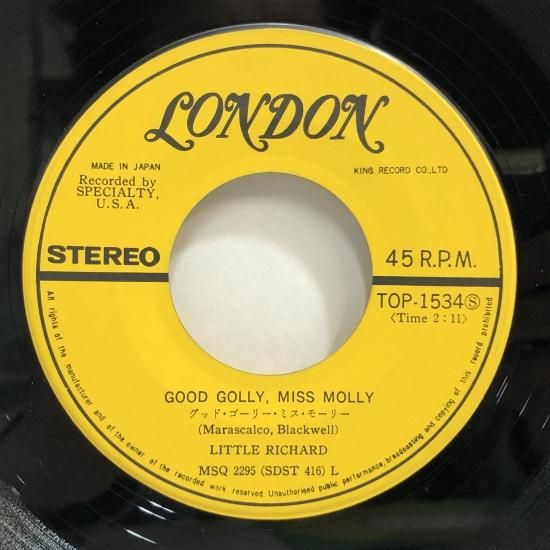 LONDON
MADE IN JAPAN
Recorded by
SPECIALTY,
U.S.A.
KING RECORD CO.,LTD
STEREO
45 R.P.M.
TOP-1534Ⓢ
〈Time 2:11〉
GOOD GOLLY, MISS MOLLY
グッド・ゴーリー・ミス・モーリー
(Marascalco, Blackwell)
LITTLE RICHARD
MSQ 2295 (SDST 416) L
All rights of the manufacturer and of the owner of the recorded work reserved. Unauthorised public performance, broadcasting and copying of this record prohibited